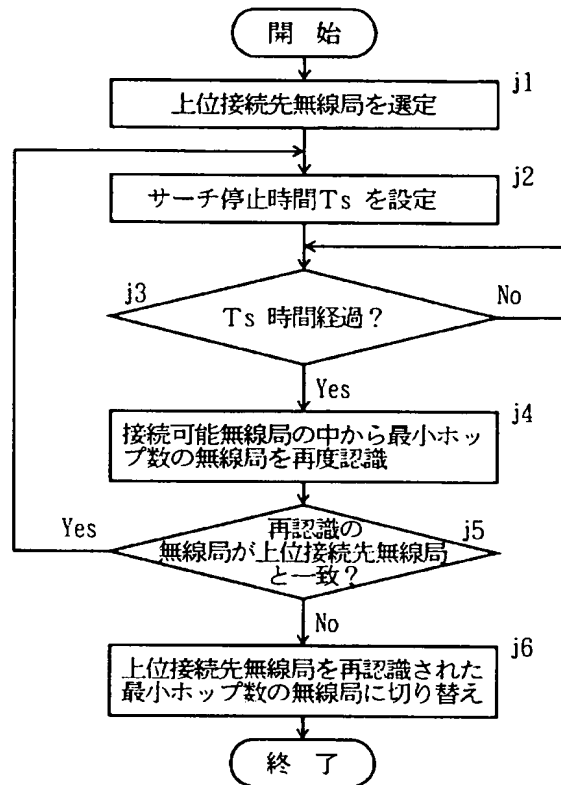 開 始
j1
上位接続先無線局を選定
j2
サーチ停止時間Ts を設定
j3
Ts 時間経過?
No
Yes
j4
接続可能無線局の中から最小ホッ
プ数の無線局を再度認識
Yes
j5
再認識の
無線局が上位接続先無線局
と一致?
No
j6
上位接続先無線局を再認識された
最小ホップ数の無線局に切り替え
終 了